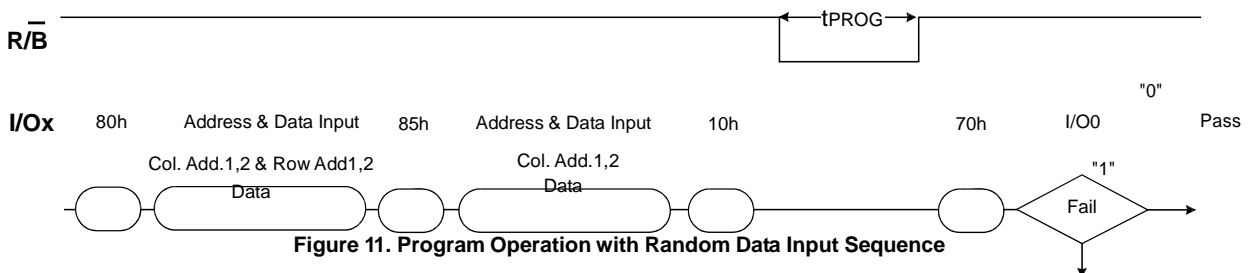 tPROG
R/B̅
"0"
I/Ox 80h Address & Data Input 85h Address & Data Input 10h 70h I/O0 Pass
Col. Add.1,2 & Row Add1,2 Col. Add.1,2
Data Data "1"
Fail
Figure 11. Program Operation with Random Data Input Sequence